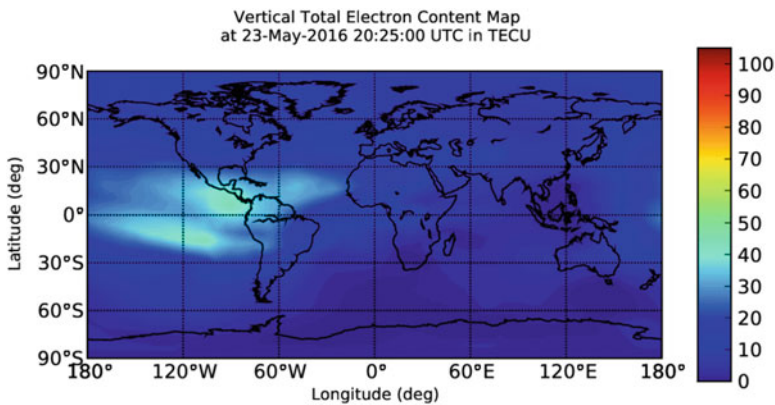 Vertical Total Electron Content Map
at 23-May-2016 20:25:00 UTC in TECU
90°N
60°N
30°N
0°
30°S
60°S
90°S
Latitude (deg)
180° 120°W 60°W 0° 60°E 120°E 180°
Longitude (deg)
100
90
80
70
60
50
40
30
20
10
0